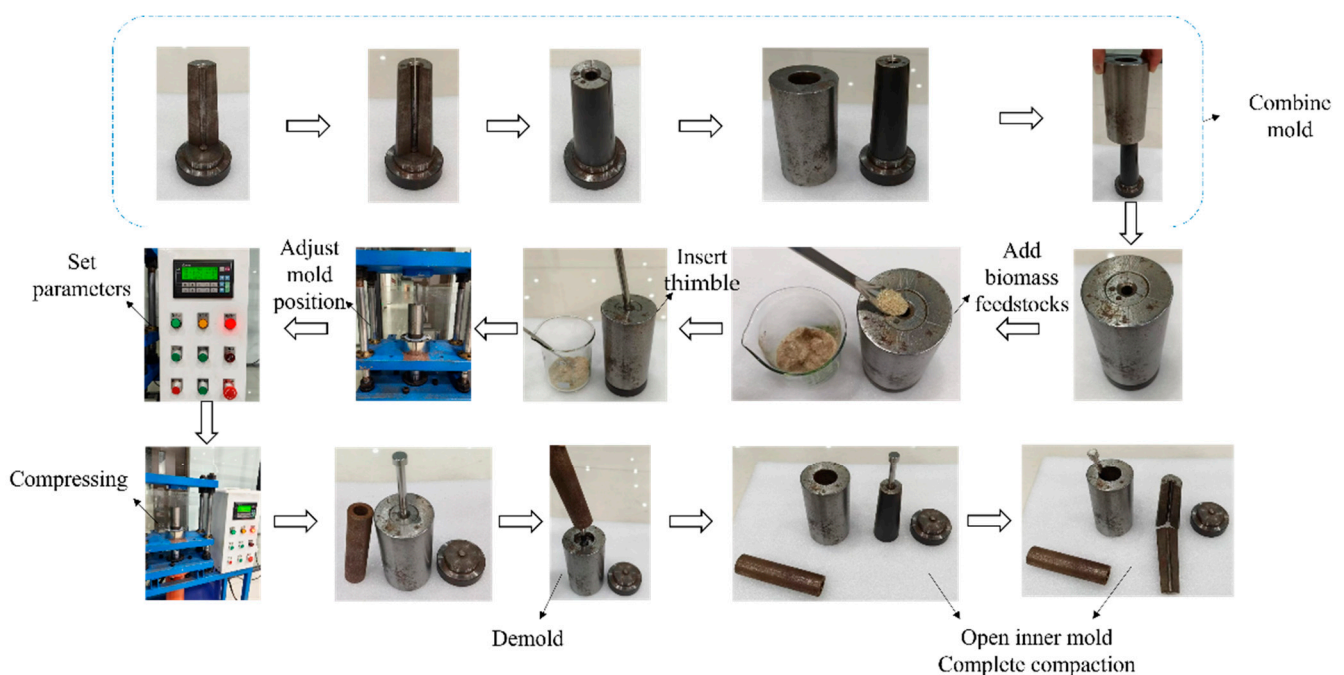 Combine
mold
Set
parameters
Adjust
mold
position
Insert
thimble
Add
biomass
feedstocks
Compressing
Demold
Open inner mold
Complete compaction